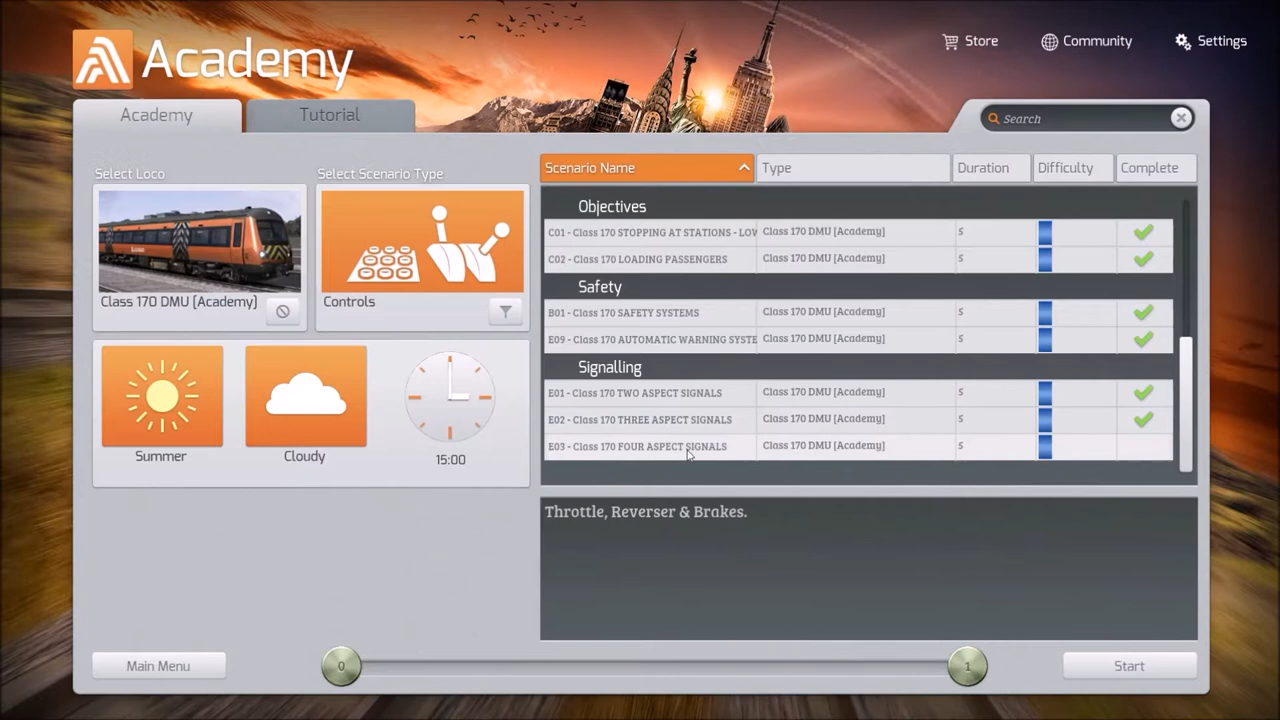 Academy
Store
Community
Settings
Academy
Tutorial
Search
Select Loco
Select Scenario Type
Class 170 DMU [Academy]
Controls
Summer
Cloudy
15:00
Scenario Name
Type
Duration
Difficulty
Complete
Objectives
C01 - Class 170 STOPPING AT STATIONS - LOW
Class 170 DMU [Academy]
5
C02 - Class 170 LOADING PASSENGERS
Class 170 DMU [Academy]
5
Safety
B01 - Class 170 SAFETY SYSTEMS
Class 170 DMU [Academy]
5
E09 - Class 170 AUTOMATIC WARNING SYSTE
Class 170 DMU [Academy]
5
Signalling
E01 - Class 170 TWO ASPECT SIGNALS
Class 170 DMU [Academy]
5
E02 - Class 170 THREE ASPECT SIGNALS
Class 170 DMU [Academy]
5
E03 - Class 170 FOUR ASPECT SIGNALS
Class 170 DMU [Academy]
5
Throttle, Reverser & Brakes.
Main Menu
0
1
Start